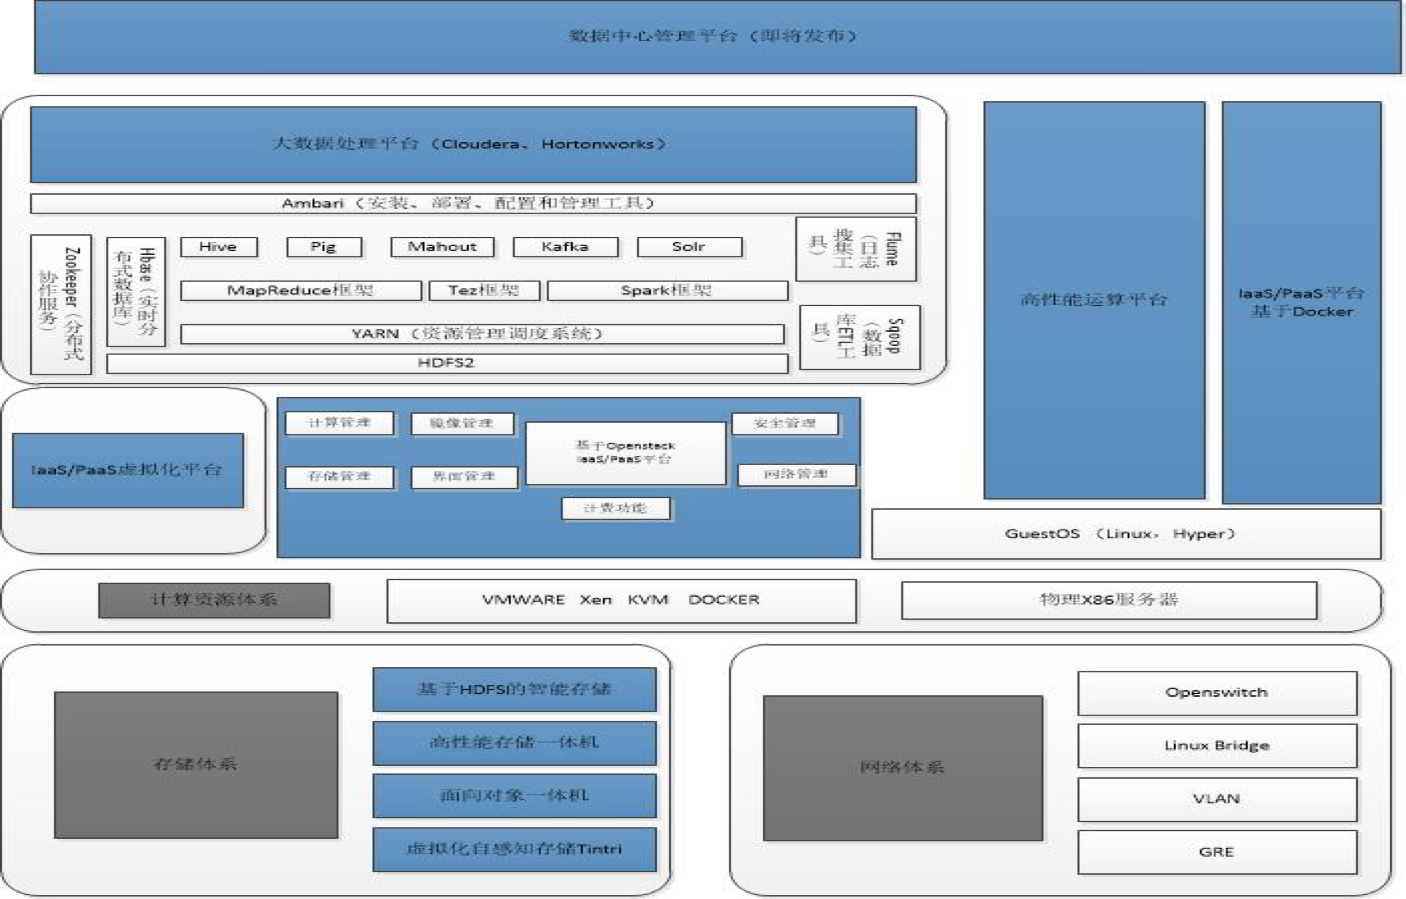 数据中心管理平台（即将发布）
大数据处理平台（Cloudera、Hortonworks）
Ambari（安装、部署、配置和管理工具）
Zookeeper（分布式
协作服务）
Hbase（实时分
布式数据库）
Hive
Pig
Mahout
Kafka
Solr
Flume
（日志
搜集工
具）
MapReduce框架
Tez框架
Spark框架
YARN（资源管理调度系统）
HDFS2
Sqoop
（数据
库ETL工
具）
高性能运算平台
IaaS/PaaS平台
基于Docker
IaaS/PaaS虚拟化平台
计算管理
镜像管理
基于Openstack
IaaS/PaaS平台
安全管理
存储管理
界面管理
网络管理
计费功能
GuestOS （Linux，Hyper）
计算资源体系
VMWARE Xen KVM DOCKER
物理X86服务器
存储体系
基于HDFS的智能存储
高性能存储一体机
面向对象一体机
虚拟化自感知存储Tintri
网络体系
Openswitch
Linux Bridge
VLAN
GRE